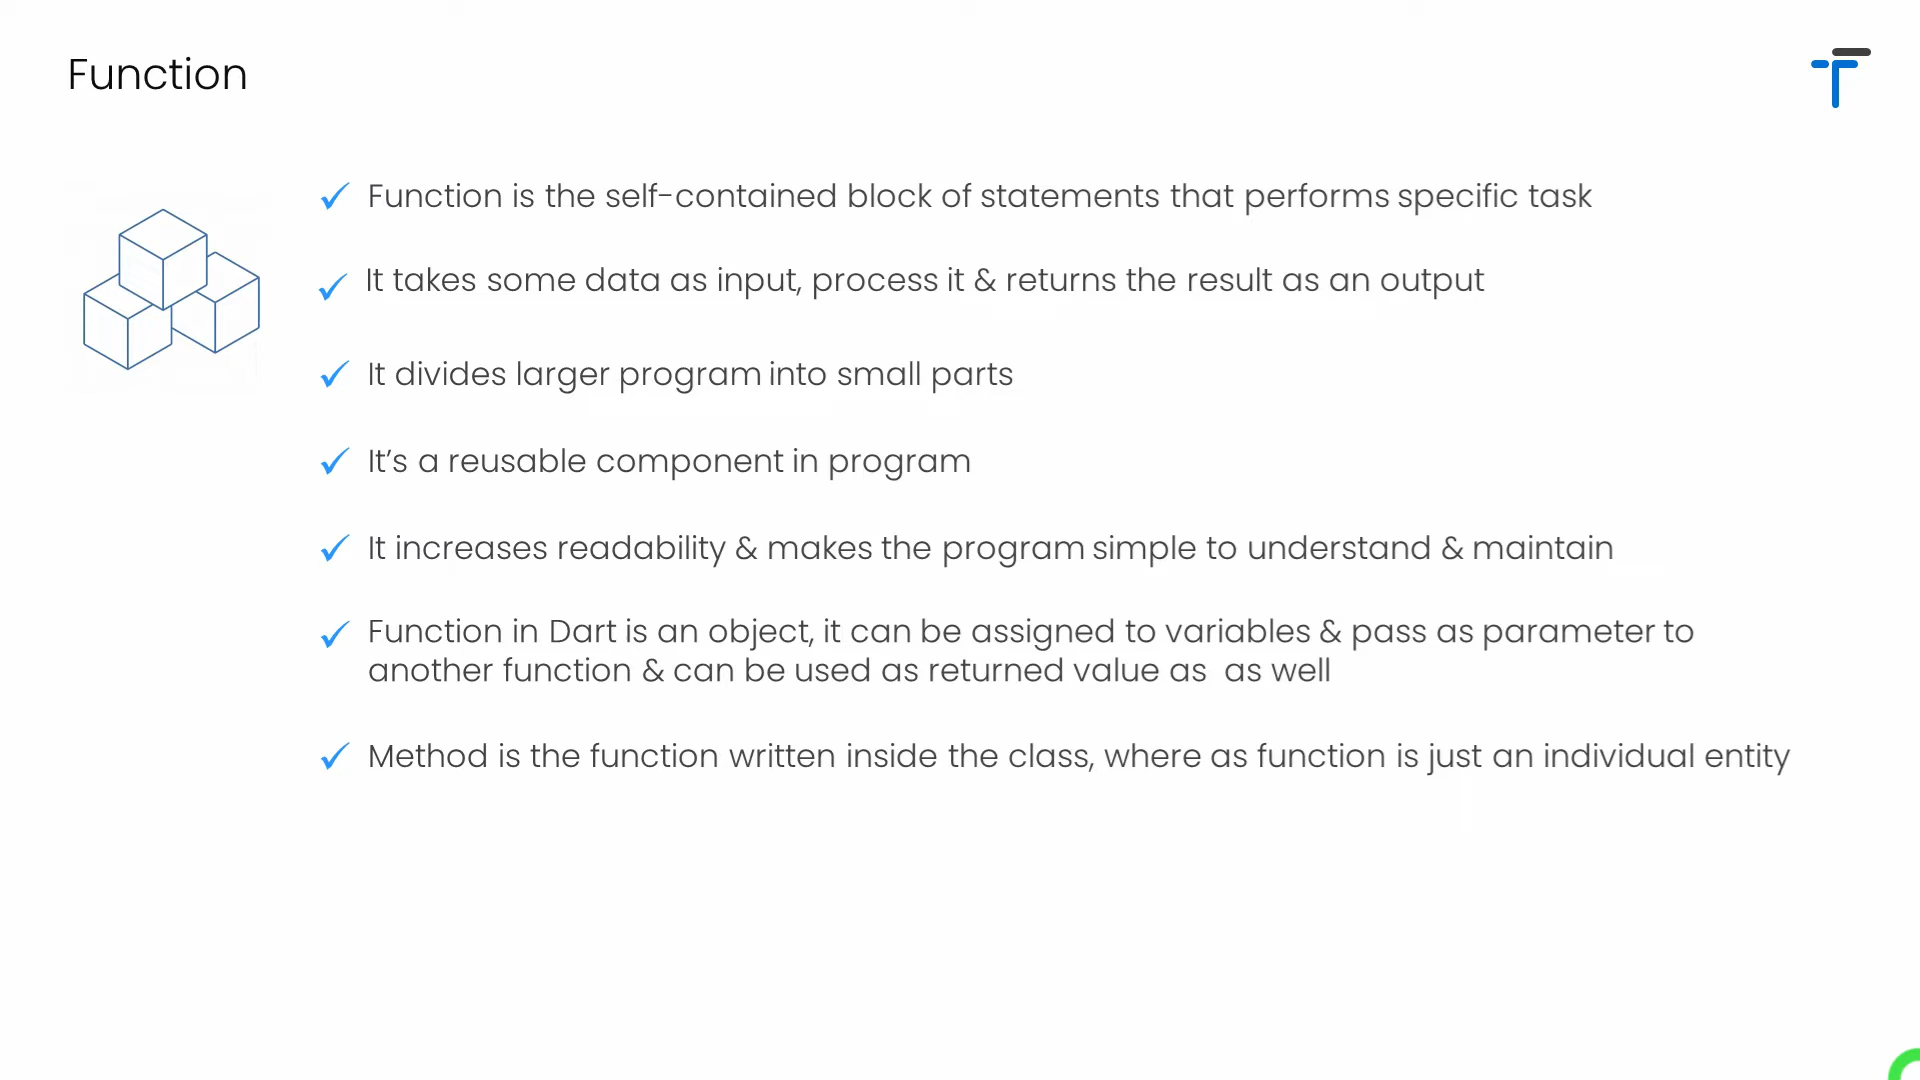 Function
Function is the self-contained block of statements that performs specific task
It takes some data as input, process it & returns the result as an output
It divides larger program into small parts
It’s a reusable component in program
It increases readability & makes the program simple to understand & maintain
Function in Dart is an object, it can be assigned to variables & pass as parameter to
another function & can be used as returned value as  as well
Method is the function written inside the class, where as function is just an individual entity